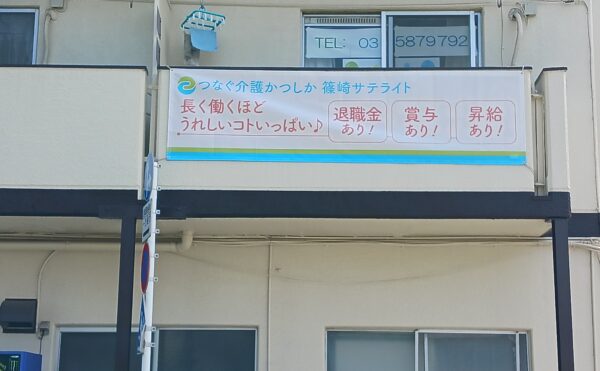 TEL: 03 5879792
つなぐ介護かつしか 篠崎サテライト
長く働くほど
うれしいコトいっぱい♪
退職金
あり!
賞与
あり!
昇給
あり!